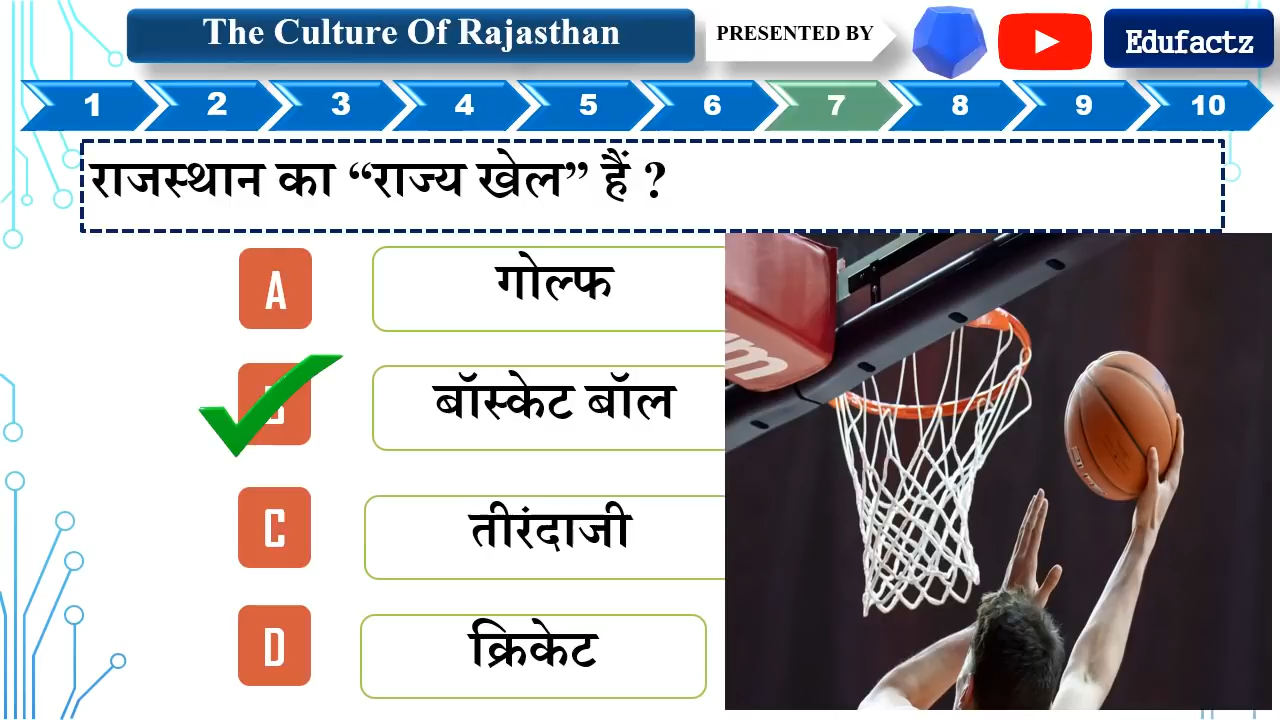 The Culture Of Rajasthan
PRESENTED BY
Edufactz
1 2 3 4 5 6 7 8 9 10
राजस्थान का “राज्य खेल” हैं ?
A गोल्फ
B बॉस्केट बॉल
C तीरंदाजी
D क्रिकेट